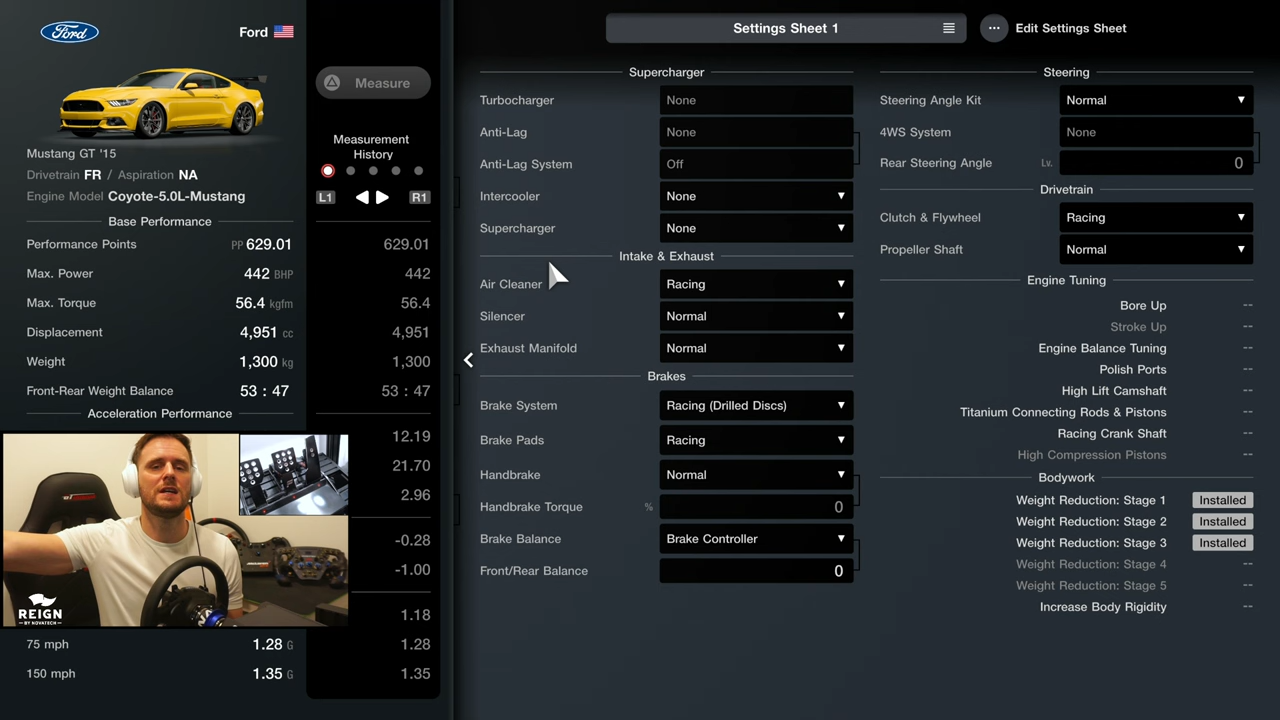 Ford
Ford
Mustang GT '15
Drivetrain FR / Aspiration NA
Engine Model Coyote-5.0L-Mustang
Base Performance
Performance Points PP 629.01
Max. Power 442 BHP
Max. Torque 56.4 kgfm
Displacement 4,951 cc
Weight 1,300 kg
Front-Rear Weight Balance 53 : 47
Acceleration Performance
REIGN
BY NOVATECH
75 mph 1.28 G
150 mph 1.35 G
Measure
Measurement
History
L1 R1
629.01
442
56.4
4,951
1,300
53 : 47
12.19
21.70
2.96
-0.28
-1.00
1.18
1.28
1.35
Settings Sheet 1
Edit Settings Sheet
Supercharger
Turbocharger None
Anti-Lag None
Anti-Lag System Off
Intercooler None
Supercharger None
Intake & Exhaust
Air Cleaner Racing
Silencer Normal
Exhaust Manifold Normal
Brakes
Brake System Racing (Drilled Discs)
Brake Pads Racing
Handbrake Normal
Handbrake Torque % 0
Brake Balance Brake Controller
Front/Rear Balance 0
Steering
Steering Angle Kit Normal
4WS System None
Rear Steering Angle Lv. 0
Drivetrain
Clutch & Flywheel Racing
Propeller Shaft Normal
Engine Tuning
Bore Up --
Stroke Up --
Engine Balance Tuning --
Polish Ports --
High Lift Camshaft --
Titanium Connecting Rods & Pistons --
Racing Crank Shaft --
High Compression Pistons --
Bodywork
Weight Reduction: Stage 1 Installed
Weight Reduction: Stage 2 Installed
Weight Reduction: Stage 3 Installed
Weight Reduction: Stage 4 --
Weight Reduction: Stage 5 --
Increase Body Rigidity --